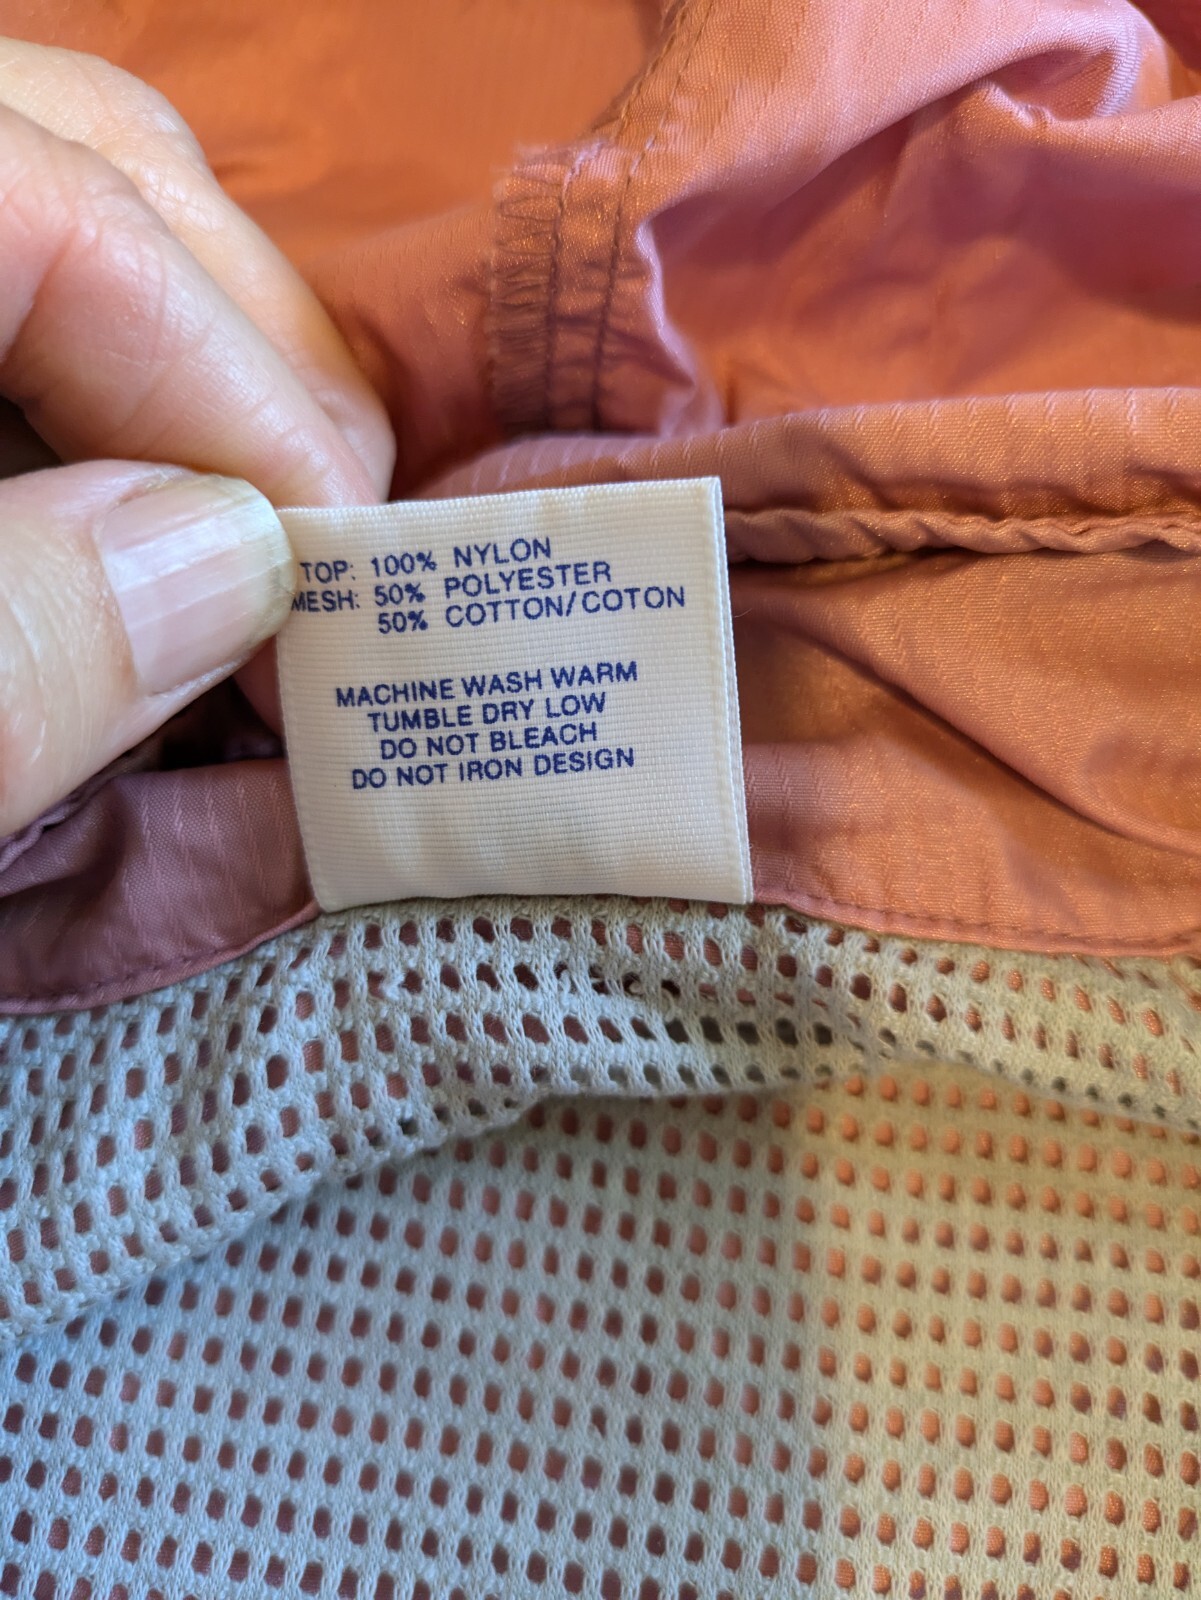 TOP: 100% NYLON
MESH: 50% POLYESTER
50% COTTON/COTON
MACHINE WASH WARM
TUMBLE DRY LOW
DO NOT BLEACH
DO NOT IRON DESIGN